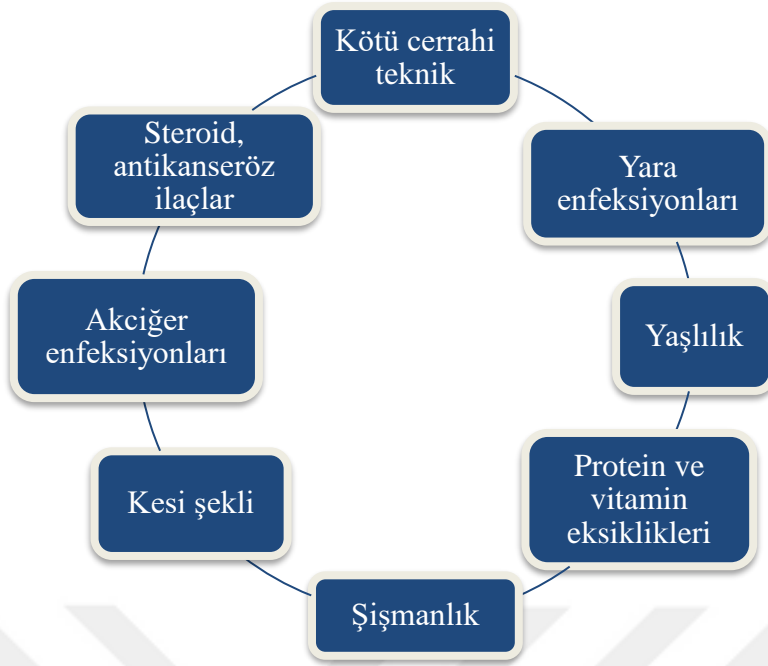 Kötü cerrahi
teknik
Yara
enfeksiyonları
Yaşlılık
Protein ve
vitamin
eksiklikleri
Şişmanlık
Kesi şekli
Akciğer
enfeksiyonları
Steroid,
antikanseröz
ilaçlar